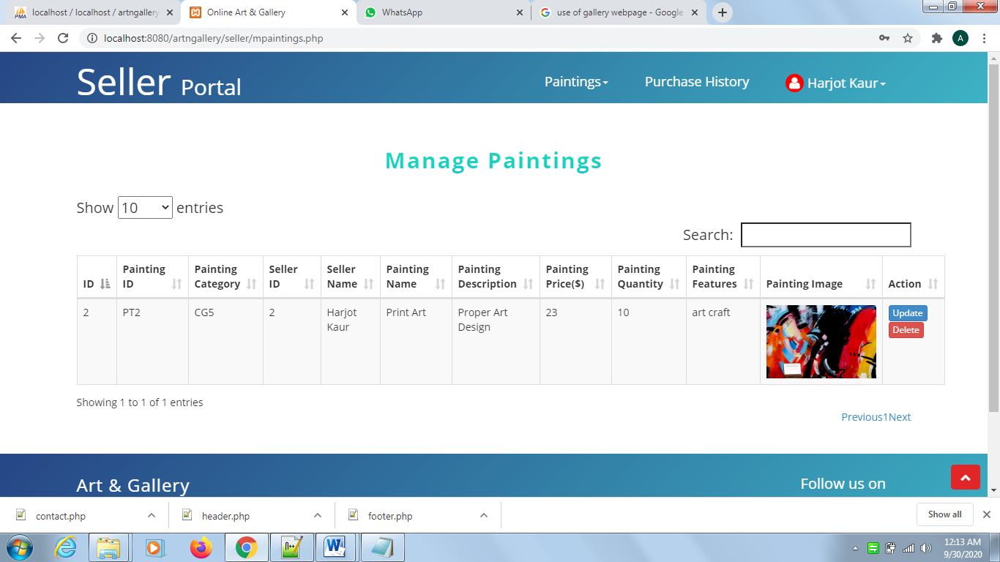 localhost / localhost / artngallery
Online Art & Gallery
WhatsApp
use of gallery webpage - Google
localhost:8080/artngallery/seller/mpaintings.php
A
Seller Portal
Paintings
Purchase History
Harjot Kaur
Manage Paintings
Show 10 entries
Search:
ID
Painting ID
Painting Category
Seller ID
Seller Name
Painting Name
Painting Description
Painting Price($)
Painting Quantity
Painting Features
Painting Image
Action
2
PT2
CG5
2
Harjot Kaur
Print Art
Proper Art Design
23
10
art craft
Update
Delete
Showing 1 to 1 of 1 entries
Previous1Next
Art & Gallery
Follow us on
contact.php
header.php
footer.php
Show all
12:13 AM
9/30/2020